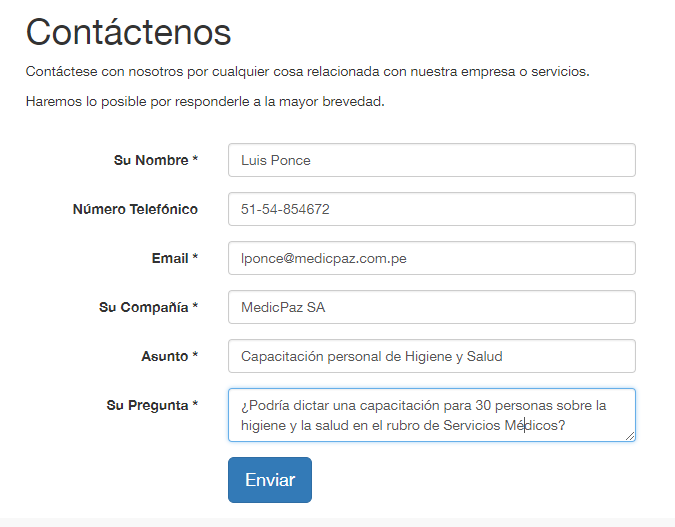 Contáctenos
Contáctese con nosotros por cualquier cosa relacionada con nuestra empresa o servicios.
Haremos lo posible por responderle a la mayor brevedad.
Su Nombre * Luis Ponce
Número Telefónico 51-54-854672
Email * lponce@medicpaz.com.pe
Su Compañía * MedicPaz SA
Asunto * Capacitación personal de Higiene y Salud
Su Pregunta * ¿Podría dictar una capacitación para 30 personas sobre la
higiene y la salud en el rubro de Servicios Médicos?
Enviar